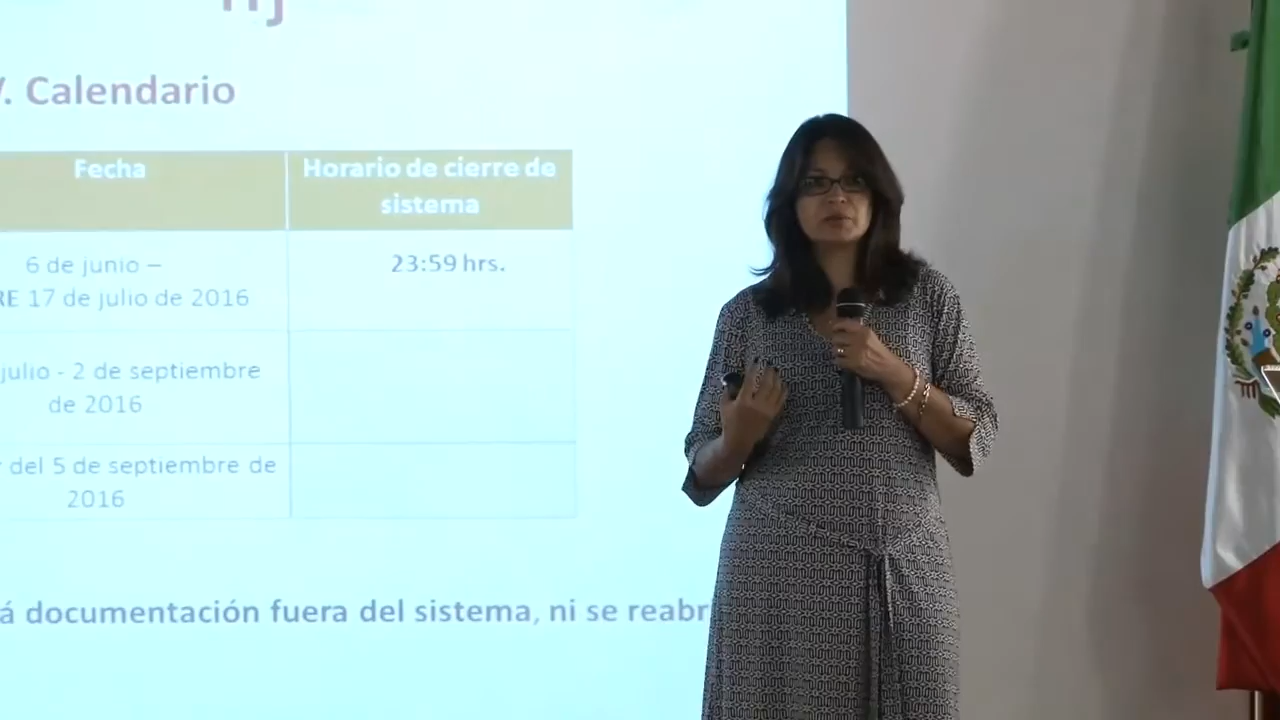 . Calendario
Fecha
Horario de cierre de
sistema
6 de junio –
RE 17 de julio de 2016
23:59 hrs.
julio - 2 de septiembre
de 2016
del 5 de septiembre de
2016
á documentación fuera del sistema, ni se reabr